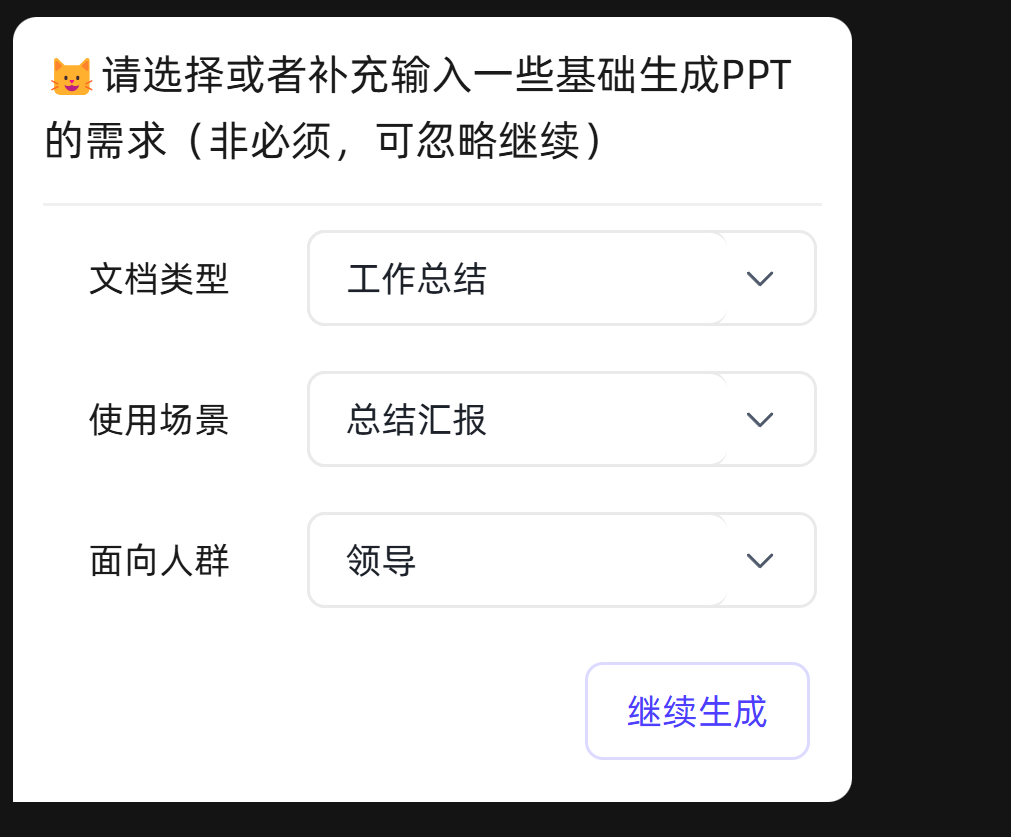 请选择或者补充输入一些基础生成PPT
的需求（非必须，可忽略继续）
文档类型 工作总结
使用场景 总结汇报
面向人群 领导
继续生成